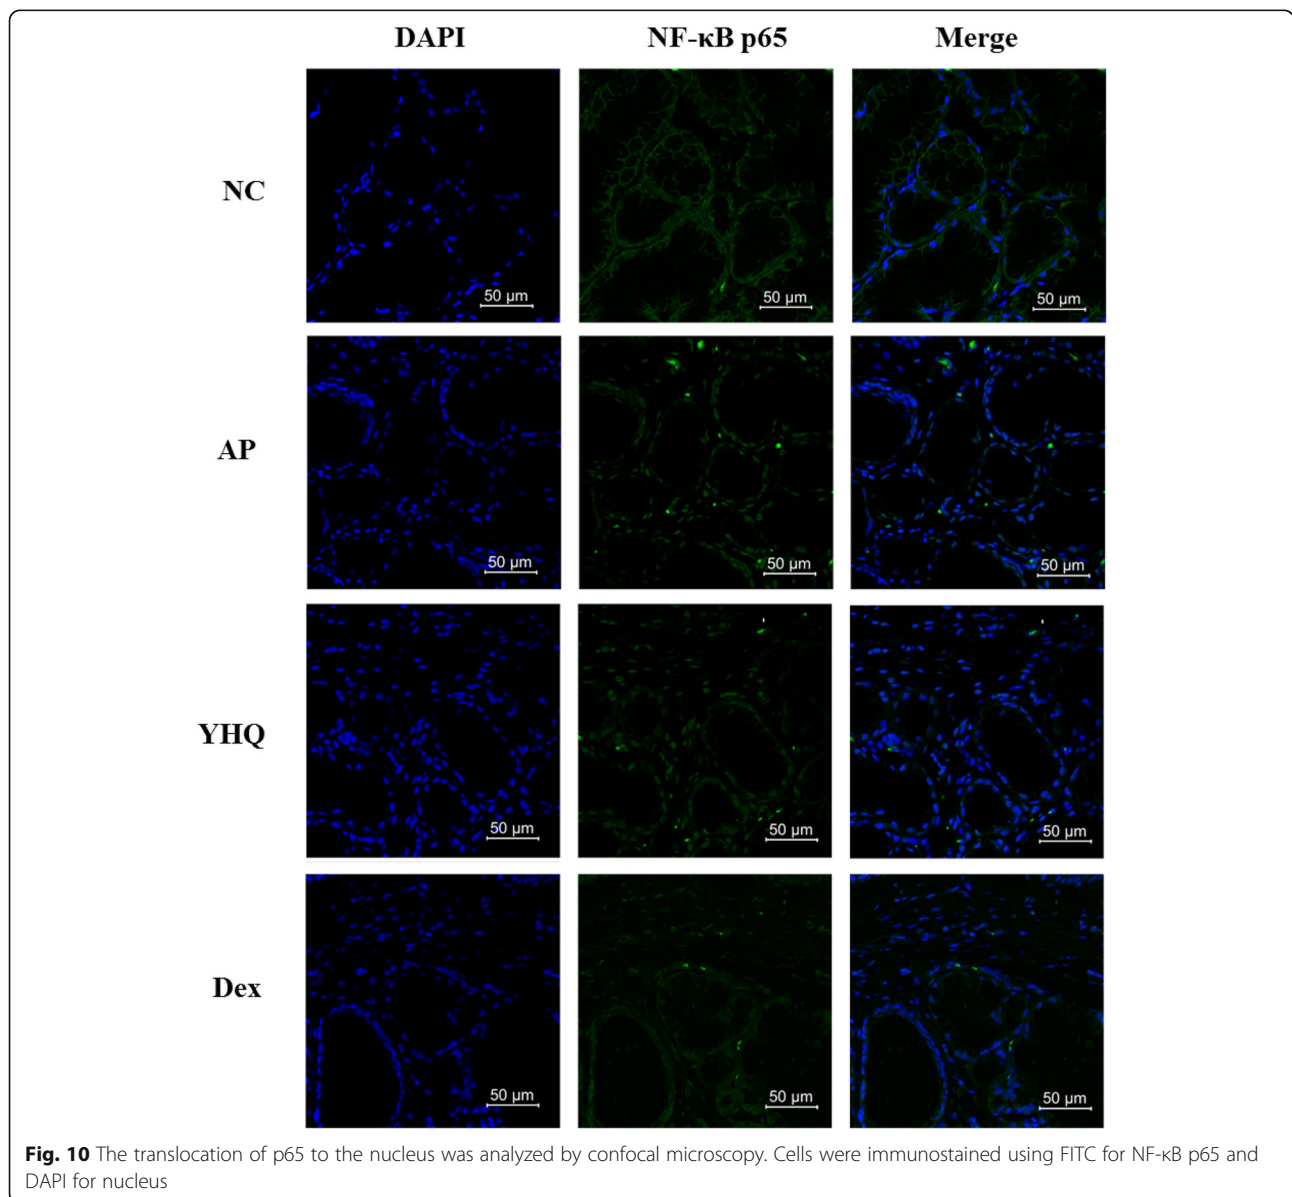 DAPI NF-κB p65 Merge
NC
50 µm 50 µm 50 µm
AP
50 µm 50 µm 50 µm
YHQ
50 µm 50 µm 50 µm
Dex
50 µm 50 µm 50 µm
Fig. 10 The translocation of p65 to the nucleus was analyzed by confocal microscopy. Cells were immunostained using FITC for NF-κB p65 and
DAPI for nucleus